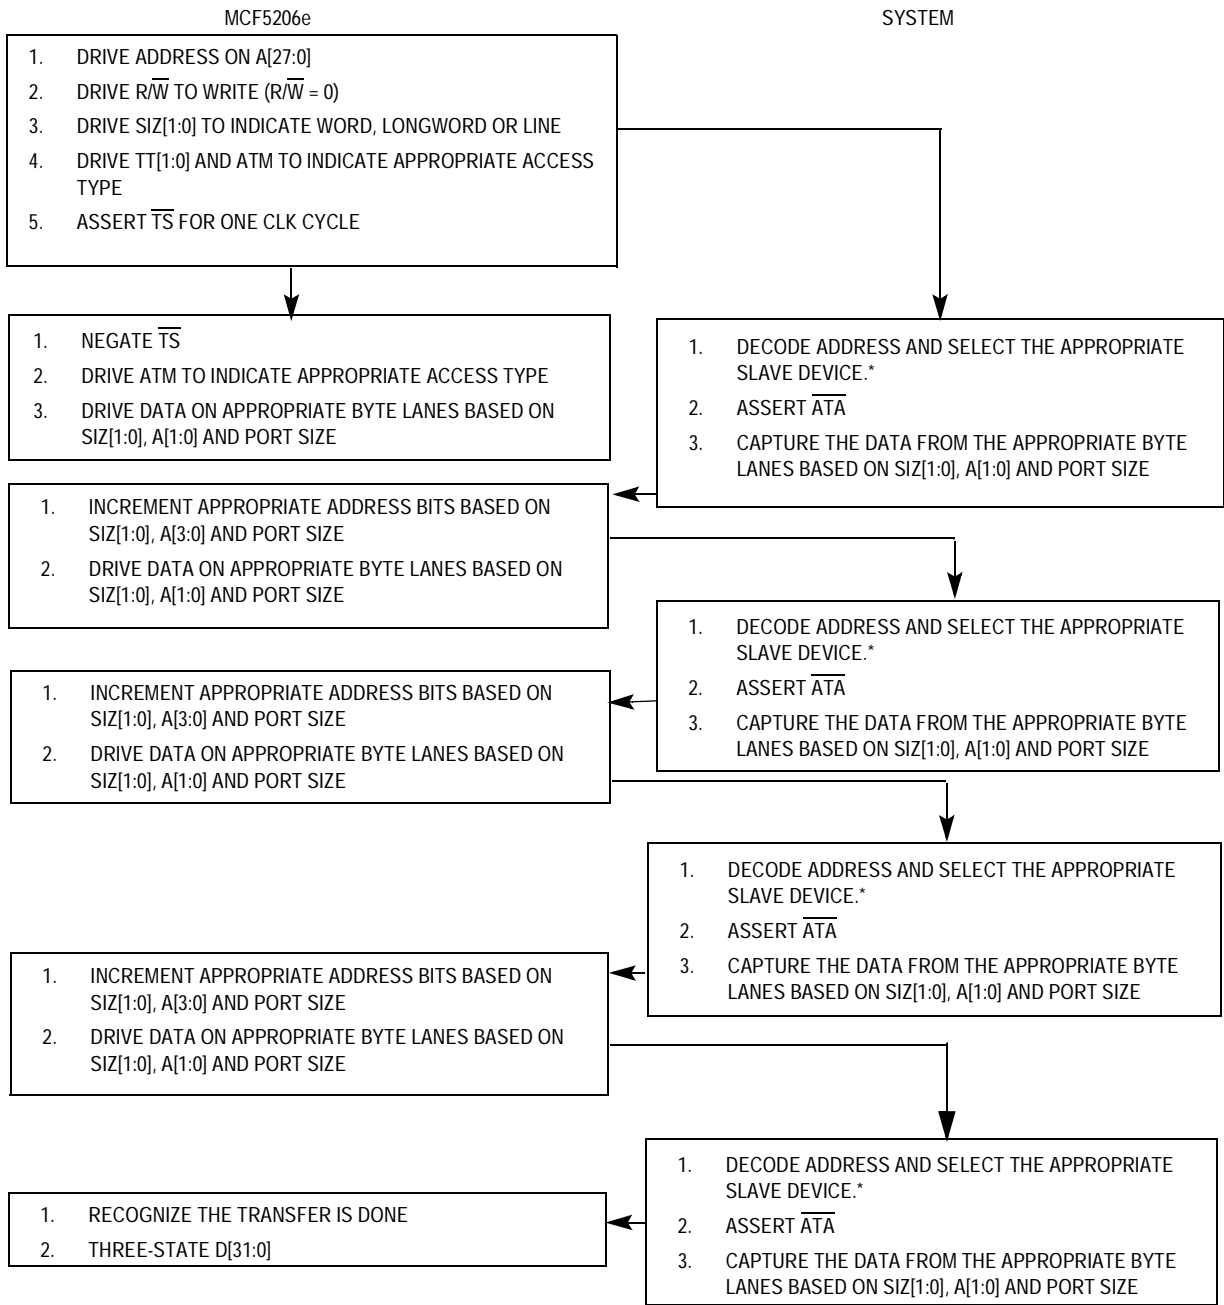 MCF5206e
SYSTEM
1. DRIVE ADDRESS ON A[27:0]
2. DRIVE R/W̅ TO WRITE (R/W̅ = 0)
3. DRIVE SIZ[1:0] TO INDICATE WORD, LONGWORD OR LINE
4. DRIVE TT[1:0] AND ATM TO INDICATE APPROPRIATE ACCESS
TYPE
5. ASSERT T̅S̅ FOR ONE CLK CYCLE
1. NEGATE T̅S̅
2. DRIVE ATM TO INDICATE APPROPRIATE ACCESS TYPE
3. DRIVE DATA ON APPROPRIATE BYTE LANES BASED ON
SIZ[1:0], A[1:0] AND PORT SIZE
1. DECODE ADDRESS AND SELECT THE APPROPRIATE
SLAVE DEVICE.*
2. ASSERT A̅T̅A̅
3. CAPTURE THE DATA FROM THE APPROPRIATE BYTE
LANES BASED ON SIZ[1:0], A[1:0] AND PORT SIZE
1. INCREMENT APPROPRIATE ADDRESS BITS BASED ON
SIZ[1:0], A[3:0] AND PORT SIZE
2. DRIVE DATA ON APPROPRIATE BYTE LANES BASED ON
SIZ[1:0], A[1:0] AND PORT SIZE
1. DECODE ADDRESS AND SELECT THE APPROPRIATE
SLAVE DEVICE.*
2. ASSERT A̅T̅A̅
3. CAPTURE THE DATA FROM THE APPROPRIATE BYTE
LANES BASED ON SIZ[1:0], A[1:0] AND PORT SIZE
1. INCREMENT APPROPRIATE ADDRESS BITS BASED ON
SIZ[1:0], A[3:0] AND PORT SIZE
2. DRIVE DATA ON APPROPRIATE BYTE LANES BASED ON
SIZ[1:0], A[1:0] AND PORT SIZE
1. DECODE ADDRESS AND SELECT THE APPROPRIATE
SLAVE DEVICE.*
2. ASSERT A̅T̅A̅
3. CAPTURE THE DATA FROM THE APPROPRIATE BYTE
LANES BASED ON SIZ[1:0], A[1:0] AND PORT SIZE
1. INCREMENT APPROPRIATE ADDRESS BITS BASED ON
SIZ[1:0], A[3:0] AND PORT SIZE
2. DRIVE DATA ON APPROPRIATE BYTE LANES BASED ON
SIZ[1:0], A[1:0] AND PORT SIZE
1. DECODE ADDRESS AND SELECT THE APPROPRIATE
SLAVE DEVICE.*
2. ASSERT A̅T̅A̅
3. CAPTURE THE DATA FROM THE APPROPRIATE BYTE
LANES BASED ON SIZ[1:0], A[1:0] AND PORT SIZE
1. RECOGNIZE THE TRANSFER IS DONE
2. THREE-STATE D[31:0]